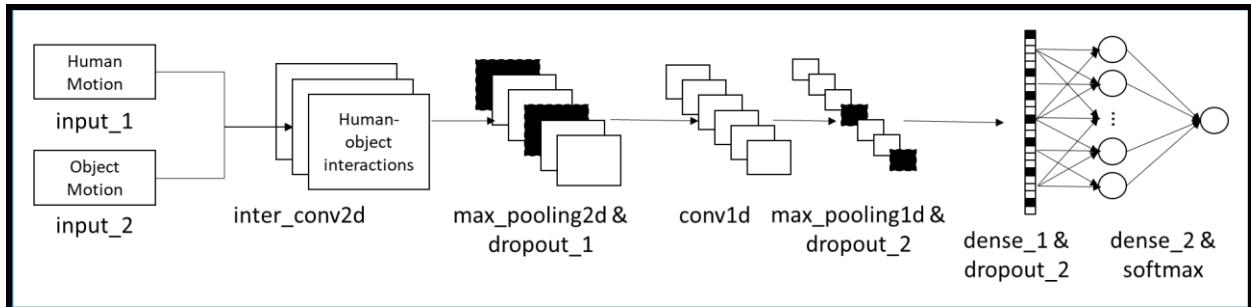 Human
Motion
input_1
Object
Motion
input_2
Human-
object
interactions
inter_conv2d
max_pooling2d &
dropout_1
conv1d
max_pooling1d &
dropout_2
dense_1 &
dropout_2
dense_2 &
softmax